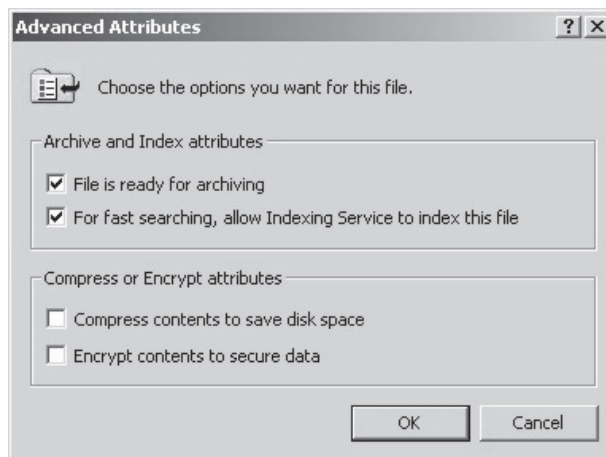 Advanced Attributes
Choose the options you want for this file.
Archive and Index attributes
File is ready for archiving
For fast searching, allow Indexing Service to index this file
Compress or Encrypt attributes
Compress contents to save disk space
Encrypt contents to secure data
OK
Cancel